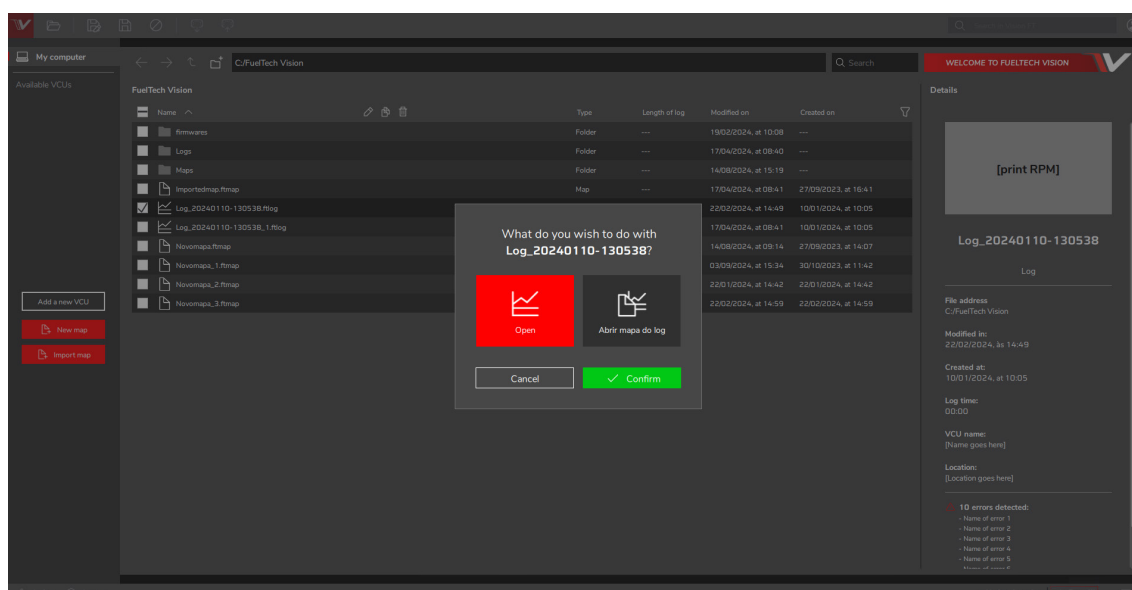 My computer
Available VCUs
Add a new VCU
New map
Import map
C:/FuelTech Vision
Search
FuelTech Vision
Name Type Length of log Modified on Created on
firmwares Folder --- 19/02/2024, at 10:08 ---
Logs Folder --- 17/04/2024, at 08:40 ---
Maps Folder --- 14/08/2024, at 15:19 ---
Importedmap.ftmap Map --- 17/04/2024, at 08:41 27/09/2023, at 16:41
Log_20240110-130538.ftlog 22/02/2024, at 14:49 10/01/2024, at 10:05
Log_20240110-130538_1.ftlog 17/04/2024, at 08:41 10/01/2024, at 10:05
Novomapa.ftmap 14/08/2024, at 09:14 27/09/2023, at 14:07
Novomapa_1.ftmap 03/09/2024, at 15:34 30/10/2023, at 11:42
Novomapa_2.ftmap 22/01/2024, at 14:42 22/01/2024, at 14:42
Novomapa_3.ftmap 22/02/2024, at 14:59 22/02/2024, at 14:59
What do you wish to do with
Log_20240110-130538?
Open
Abrir mapa do log
Cancel
Confirm
WELCOME TO FUELTECH VISION
Details
[print RPM]
Log_20240110-130538
Log
File address
C:/FuelTech Vision
Modified in:
22/02/2024, às 14:49
Created at:
10/01/2024, at 10:05
Log time:
00:00
VCU name:
[Name goes here]
Location:
[Location goes here]
10 errors detected:
- Name of error 1
- Name of error 2
- Name of error 3
- Name of error 4
- Name of error 5